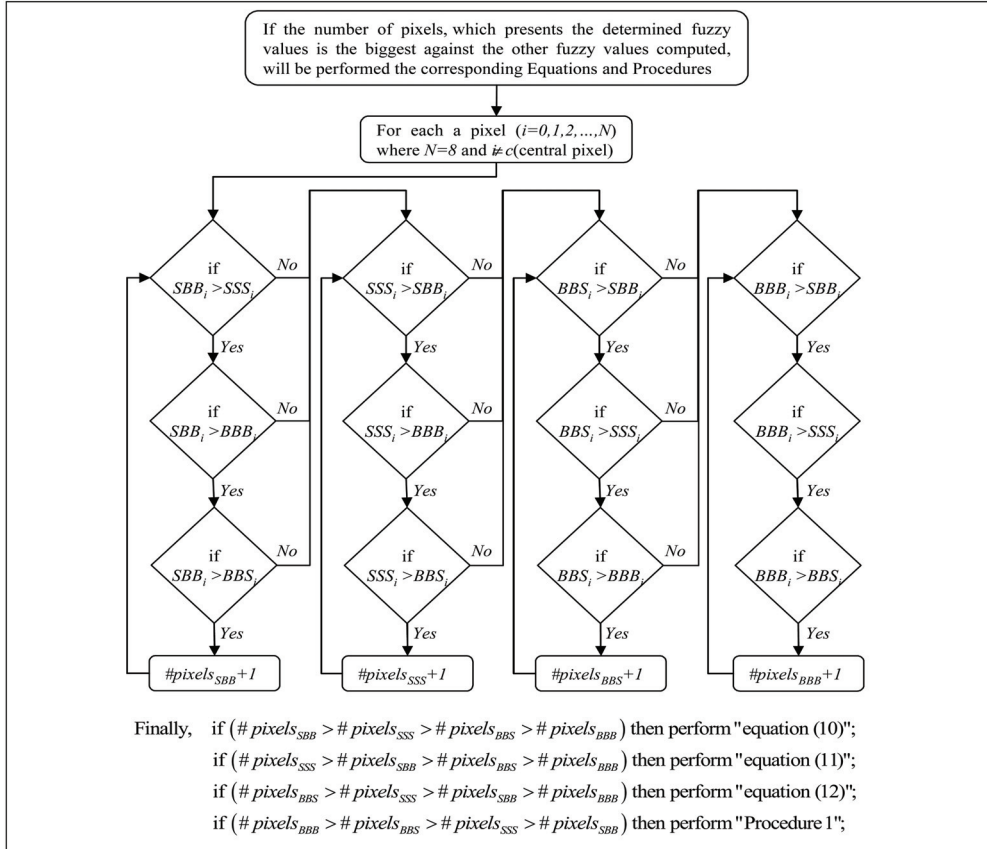 If the number of pixels, which presents the determined fuzzy
values is the biggest against the other fuzzy values computed,
will be performed the corresponding Equations and Procedures
For each a pixel (i=0,1,2,...,N)
where N=8 and i≠c(central pixel)
if
SBB_i >SSS_i
No
Yes
if
SBB_i >BBB_i
No
Yes
if
SBB_i >BBS_i
No
Yes
#pixels_SBB+1
if
SSS_i >SBB_i
No
Yes
if
SSS_i >BBB_i
No
Yes
if
SSS_i >BBS_i
No
Yes
#pixels_SSS+1
if
BBS_i >SBB_i
No
Yes
if
BBS_i >SSS_i
No
Yes
if
BBS_i >BBB_i
No
Yes
#pixels_BBS+1
if
BBB_i >SBB_i
Yes
if
BBB_i >SSS_i
Yes
if
BBB_i >BBS_i
Yes
#pixels_BBB+1
Finally, if (# pixels_SBB > # pixels_SSS > # pixels_BBS > # pixels_BBB) then perform "equation (10)";
if (# pixels_SSS > # pixels_SBB > # pixels_BBS > # pixels_BBB) then perform "equation (11)";
if (# pixels_BBS > # pixels_SSS > # pixels_SBB > # pixels_BBB) then perform "equation (12)";
if (# pixels_BBB > # pixels_BBS > # pixels_SSS > # pixels_SBB) then perform "Procedure 1";